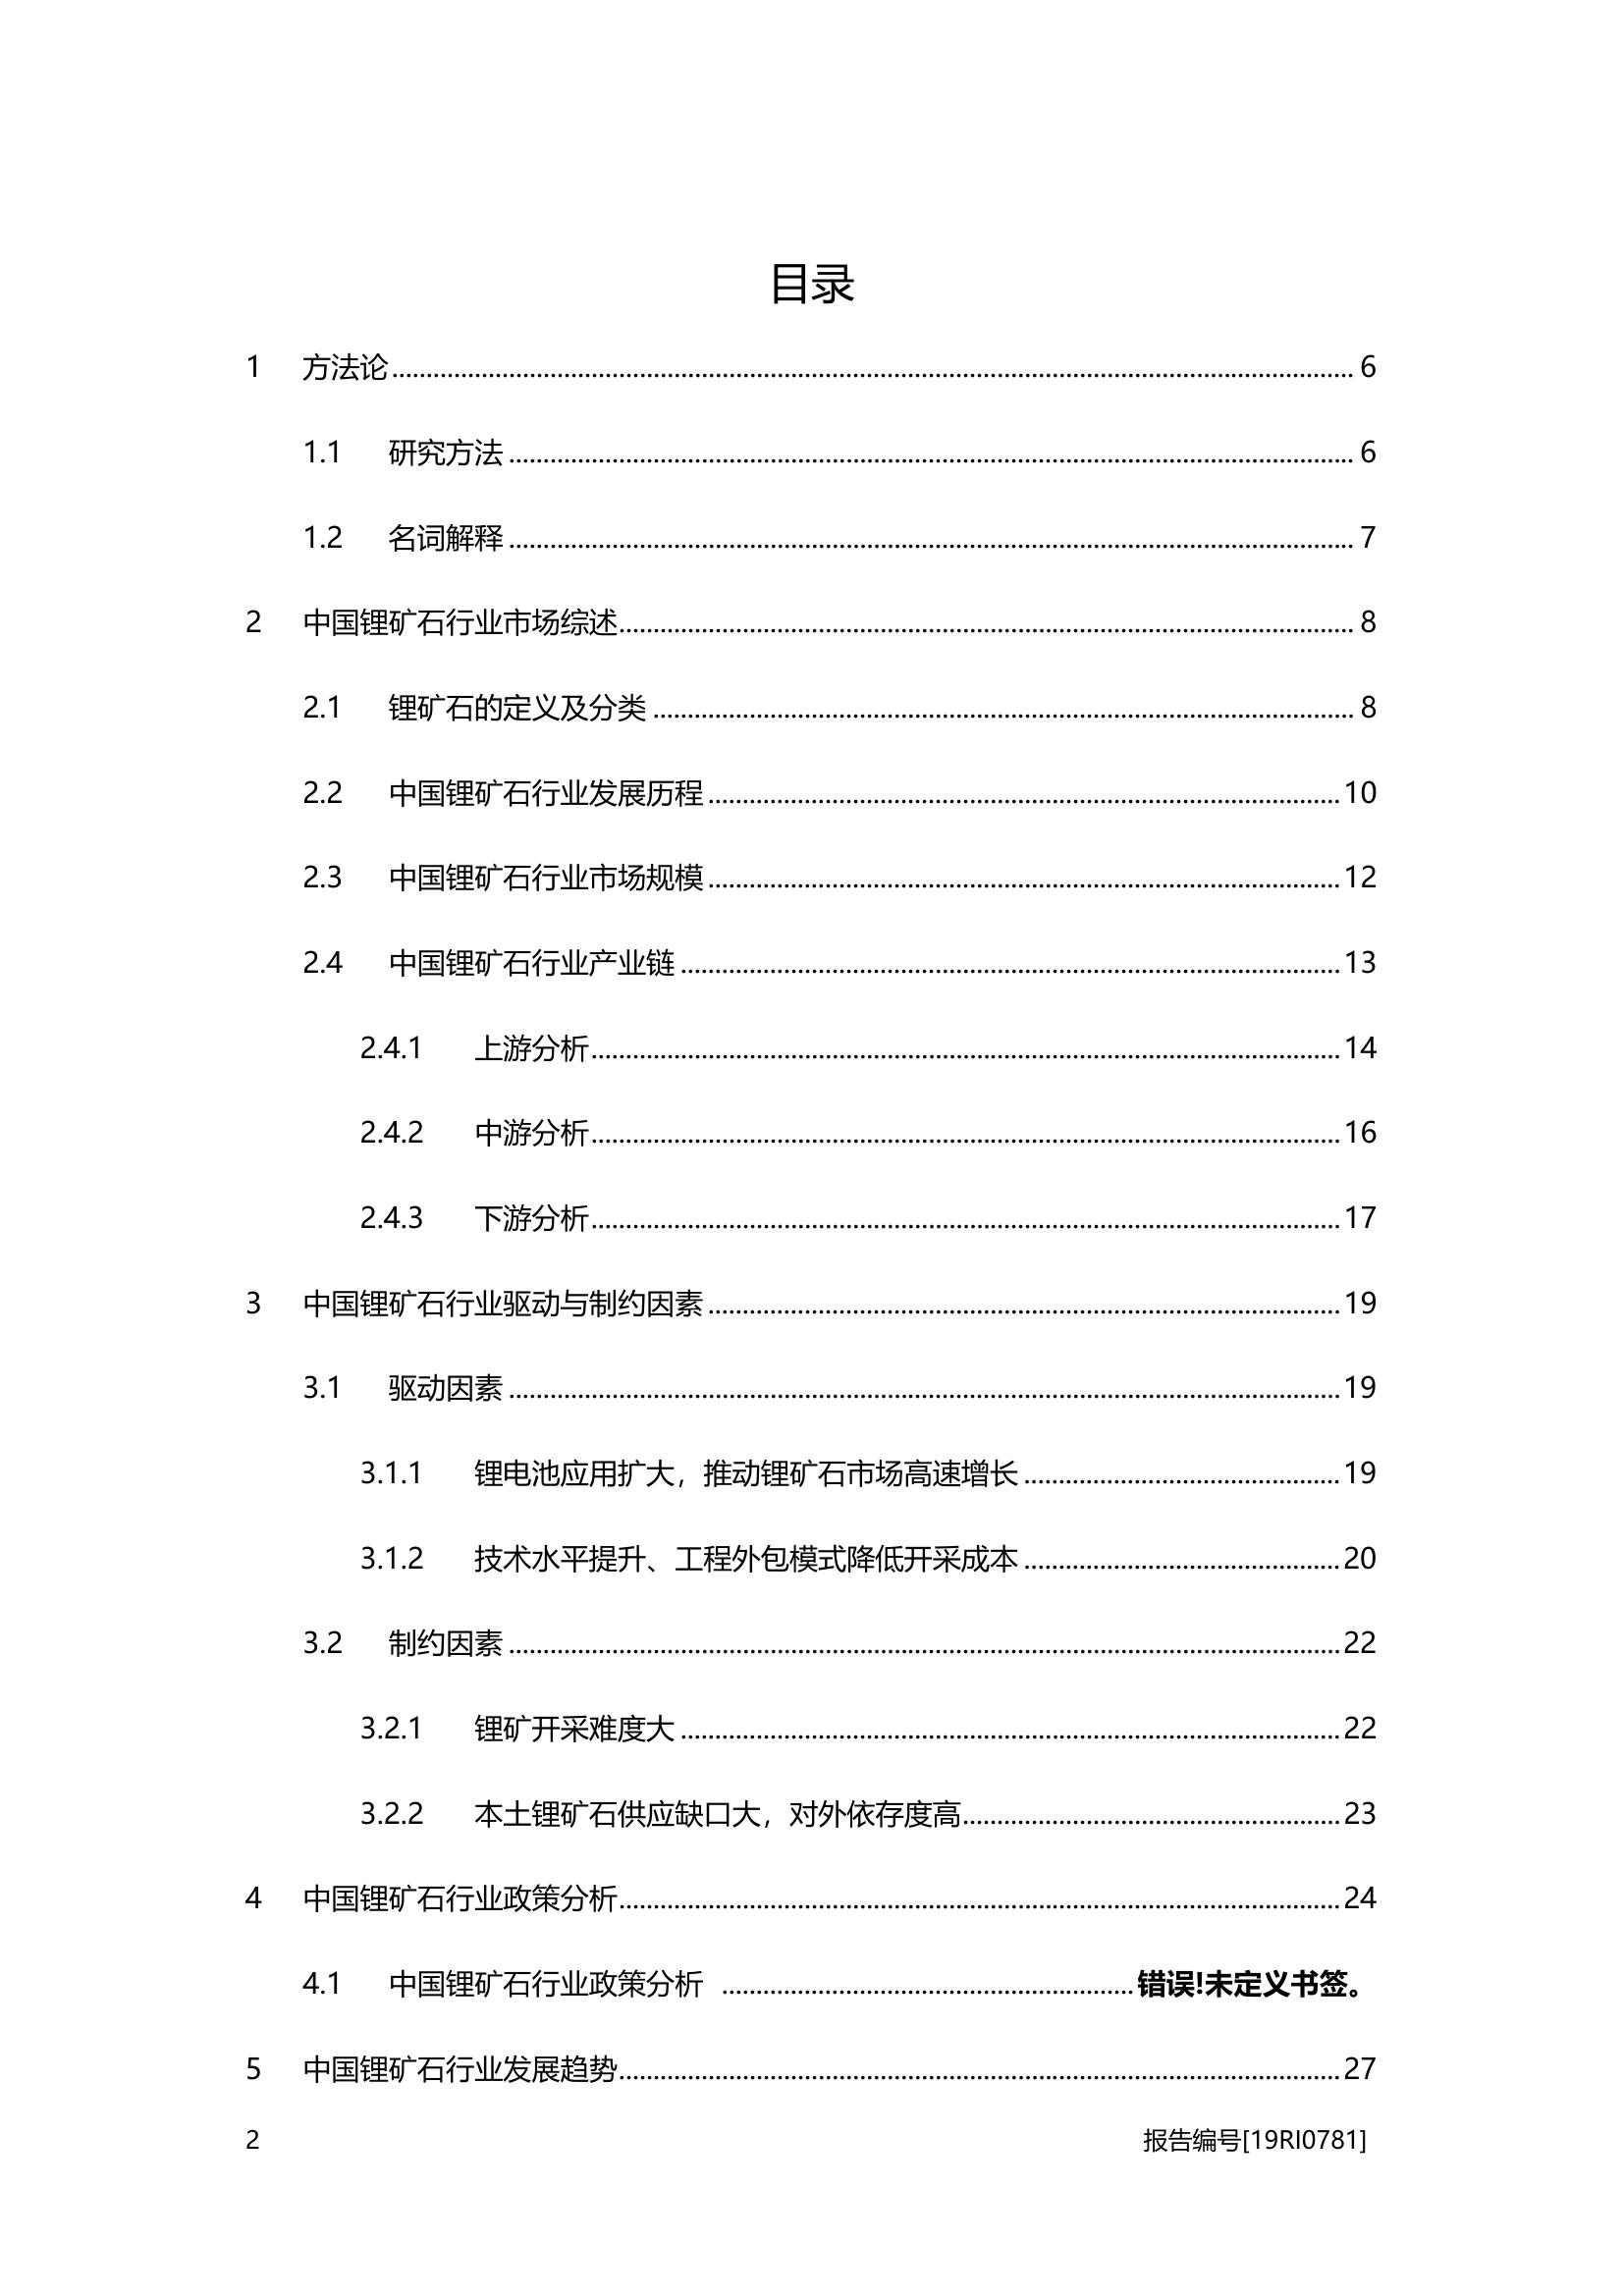 目录
1 方法论 6
1.1 研究方法 6
1.2 名词解释 7
2 中国锂矿石行业市场综述 8
2.1 锂矿石的定义及分类 8
2.2 中国锂矿石行业发展历程 10
2.3 中国锂矿石行业市场规模 12
2.4 中国锂矿石行业产业链 13
2.4.1 上游分析 14
2.4.2 中游分析 16
2.4.3 下游分析 17
3 中国锂矿石行业驱动与制约因素 19
3.1 驱动因素 19
3.1.1 锂电池应用扩大，推动锂矿石市场高速增长 19
3.1.2 技术水平提升、工程外包模式降低开采成本 20
3.2 制约因素 22
3.2.1 锂矿开采难度大 22
3.2.2 本土锂矿石供应缺口大，对外依存度高 23
4 中国锂矿石行业政策分析 24
4.1 中国锂矿石行业政策分析 错误!未定义书签。
5 中国锂矿石行业发展趋势 27
2 报告编号[19RI0781]